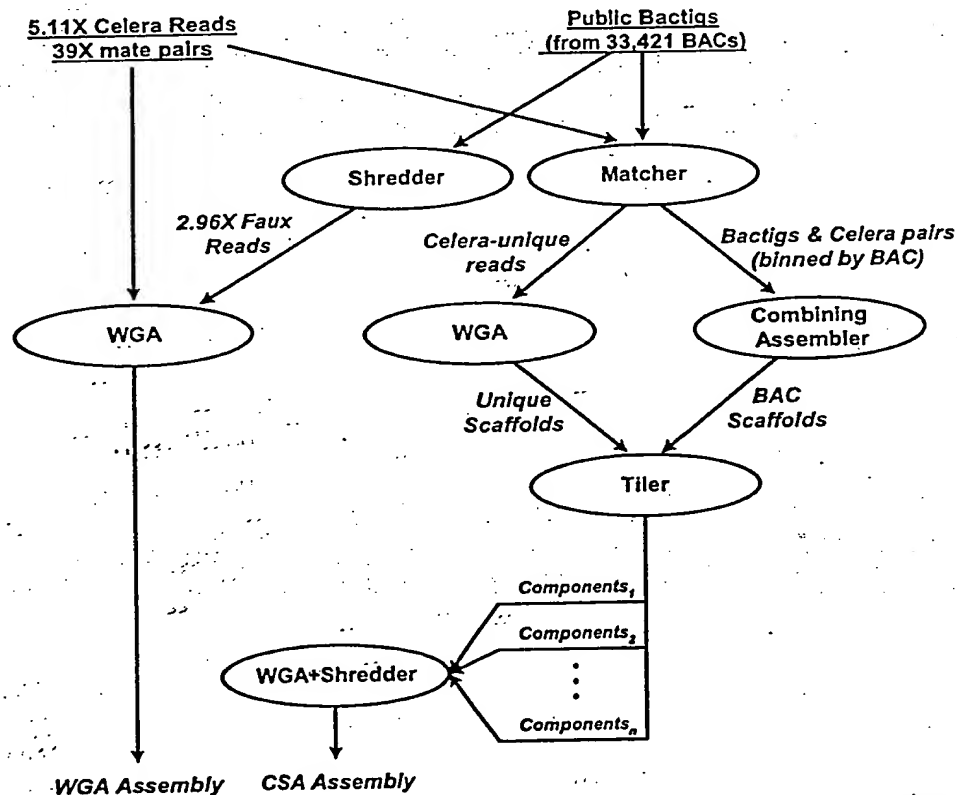 5.11X Celera Reads
39X mate pairs
Public Bactigs
(from 33,421 BACs)
Shredder
Matcher
2.96X Faux
Reads
Celera-unique
reads
Bactigs & Celera pairs
(binned by BAC)
WGA
WGA
Combining
Assembler
Unique
Scaffolds
BAC
Scaffolds
Tiler
Components1
Components2
WGA+Shredder
Componentsn
WGA Assembly
CSA Assembly